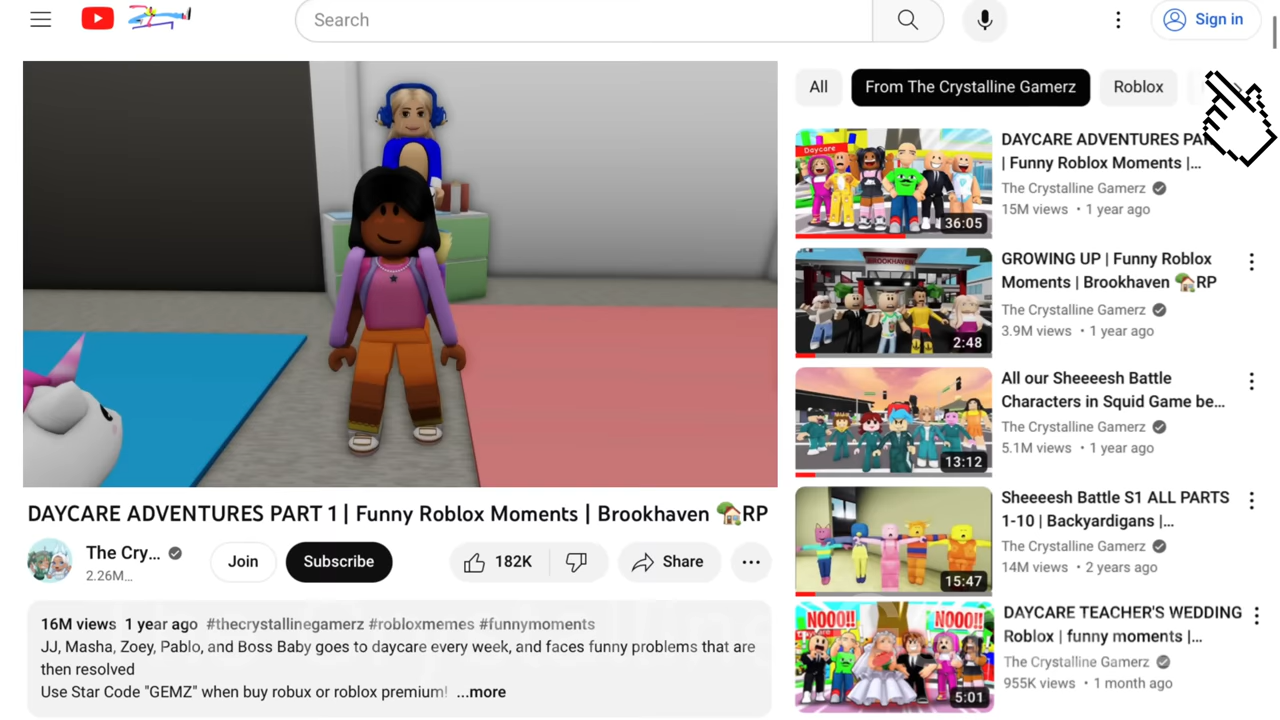 Search
Sign in
All
From The Crystalline Gamerz
Roblox
Daycare
36:05
DAYCARE ADVENTURES PA
| Funny Roblox Moments |...
The Crystalline Gamerz
15M views • 1 year ago
BROOKHAVEN
2:48
GROWING UP | Funny Roblox
Moments | Brookhaven 🏡RP
The Crystalline Gamerz
3.9M views • 1 year ago
13:12
All our Sheeeesh Battle
Characters in Squid Game be...
The Crystalline Gamerz
5.1M views • 1 year ago
15:47
Sheeeesh Battle S1 ALL PARTS
1-10 | Backyardigans |...
The Crystalline Gamerz
14M views • 2 years ago
NOOO!! NOOO!!
5:01
DAYCARE TEACHER'S WEDDING
Roblox | funny moments |...
The Crystalline Gamerz
955K views • 1 month ago
DAYCARE ADVENTURES PART 1 | Funny Roblox Moments | Brookhaven 🏡RP
The Cry...
2.26M...
Join
Subscribe
182K
Share
16M views 1 year ago #thecrystallinegamerz #robloxmemes #funnymoments
JJ, Masha, Zoey, Pablo, and Boss Baby goes to daycare every week, and faces funny problems that are
then resolved
Use Star Code "GEMZ" when buy robux or roblox premium! ...more